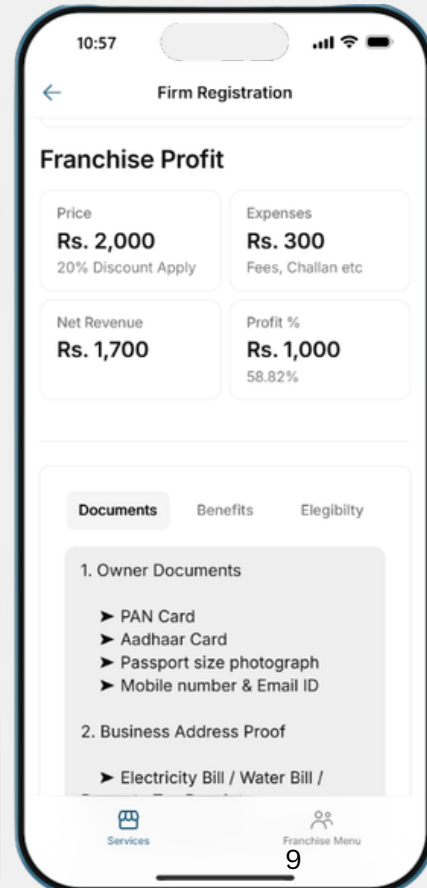 10:57
Firm Registration
Franchise Profit
Price
Rs. 2,000
20% Discount Apply
Expenses
Rs. 300
Fees, Challan etc
Net Revenue
Rs. 1,700
Profit %
Rs. 1,000
58.82%
Documents Benefits Elegibilty
1. Owner Documents
➤ PAN Card
➤ Aadhaar Card
➤ Passport size photograph
➤ Mobile number & Email ID
2. Business Address Proof
➤ Electricity Bill / Water Bill /
Services
Franchise Menu
9